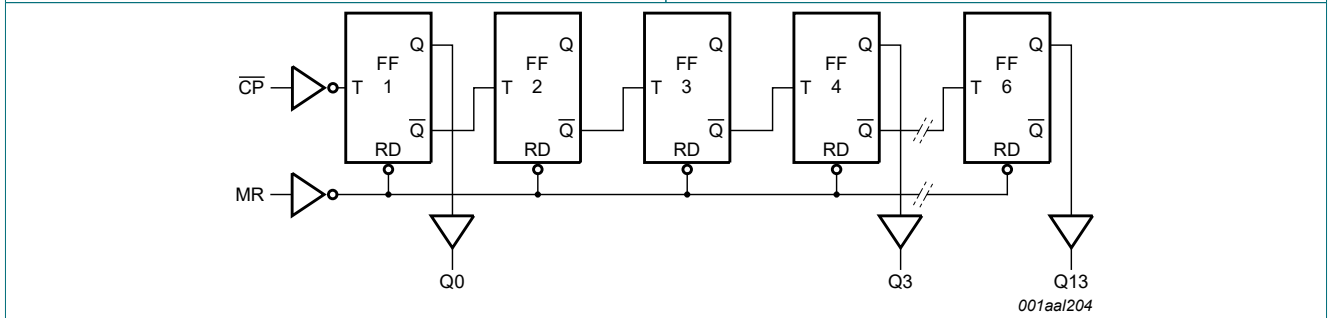 Q Q Q Q Q
FF FF FF FF FF
CP T 1 T 2 T 3 T 4 T 6
Q Q Q Q Q
RD RD RD RD RD
MR
Q0 Q3 Q13
001aal204